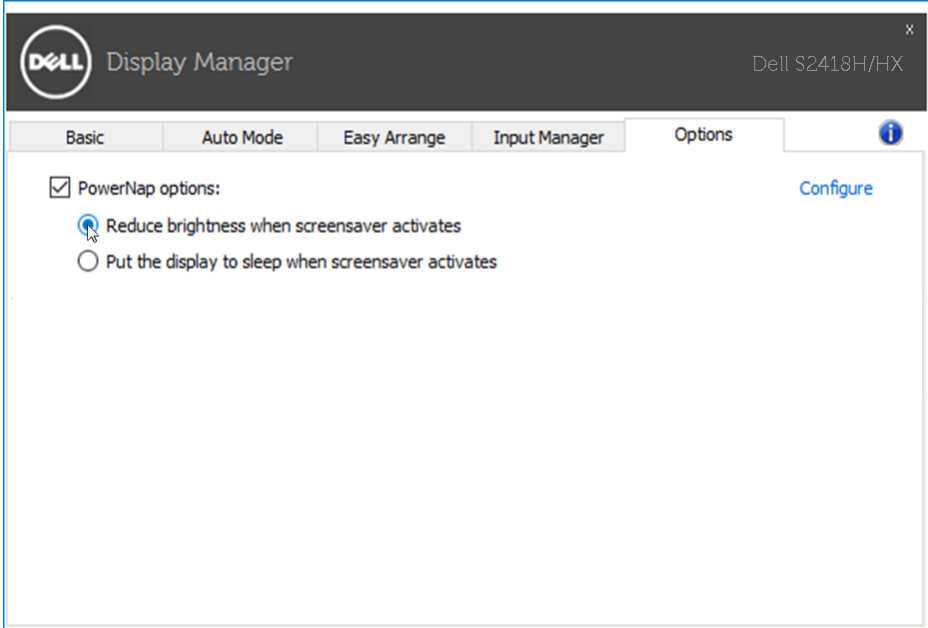 DELL Display Manager
x
Dell S2418H/HX
Basic Auto Mode Easy Arrange Input Manager Options i
PowerNap options: Configure
Reduce brightness when screensaver activates
Put the display to sleep when screensaver activates